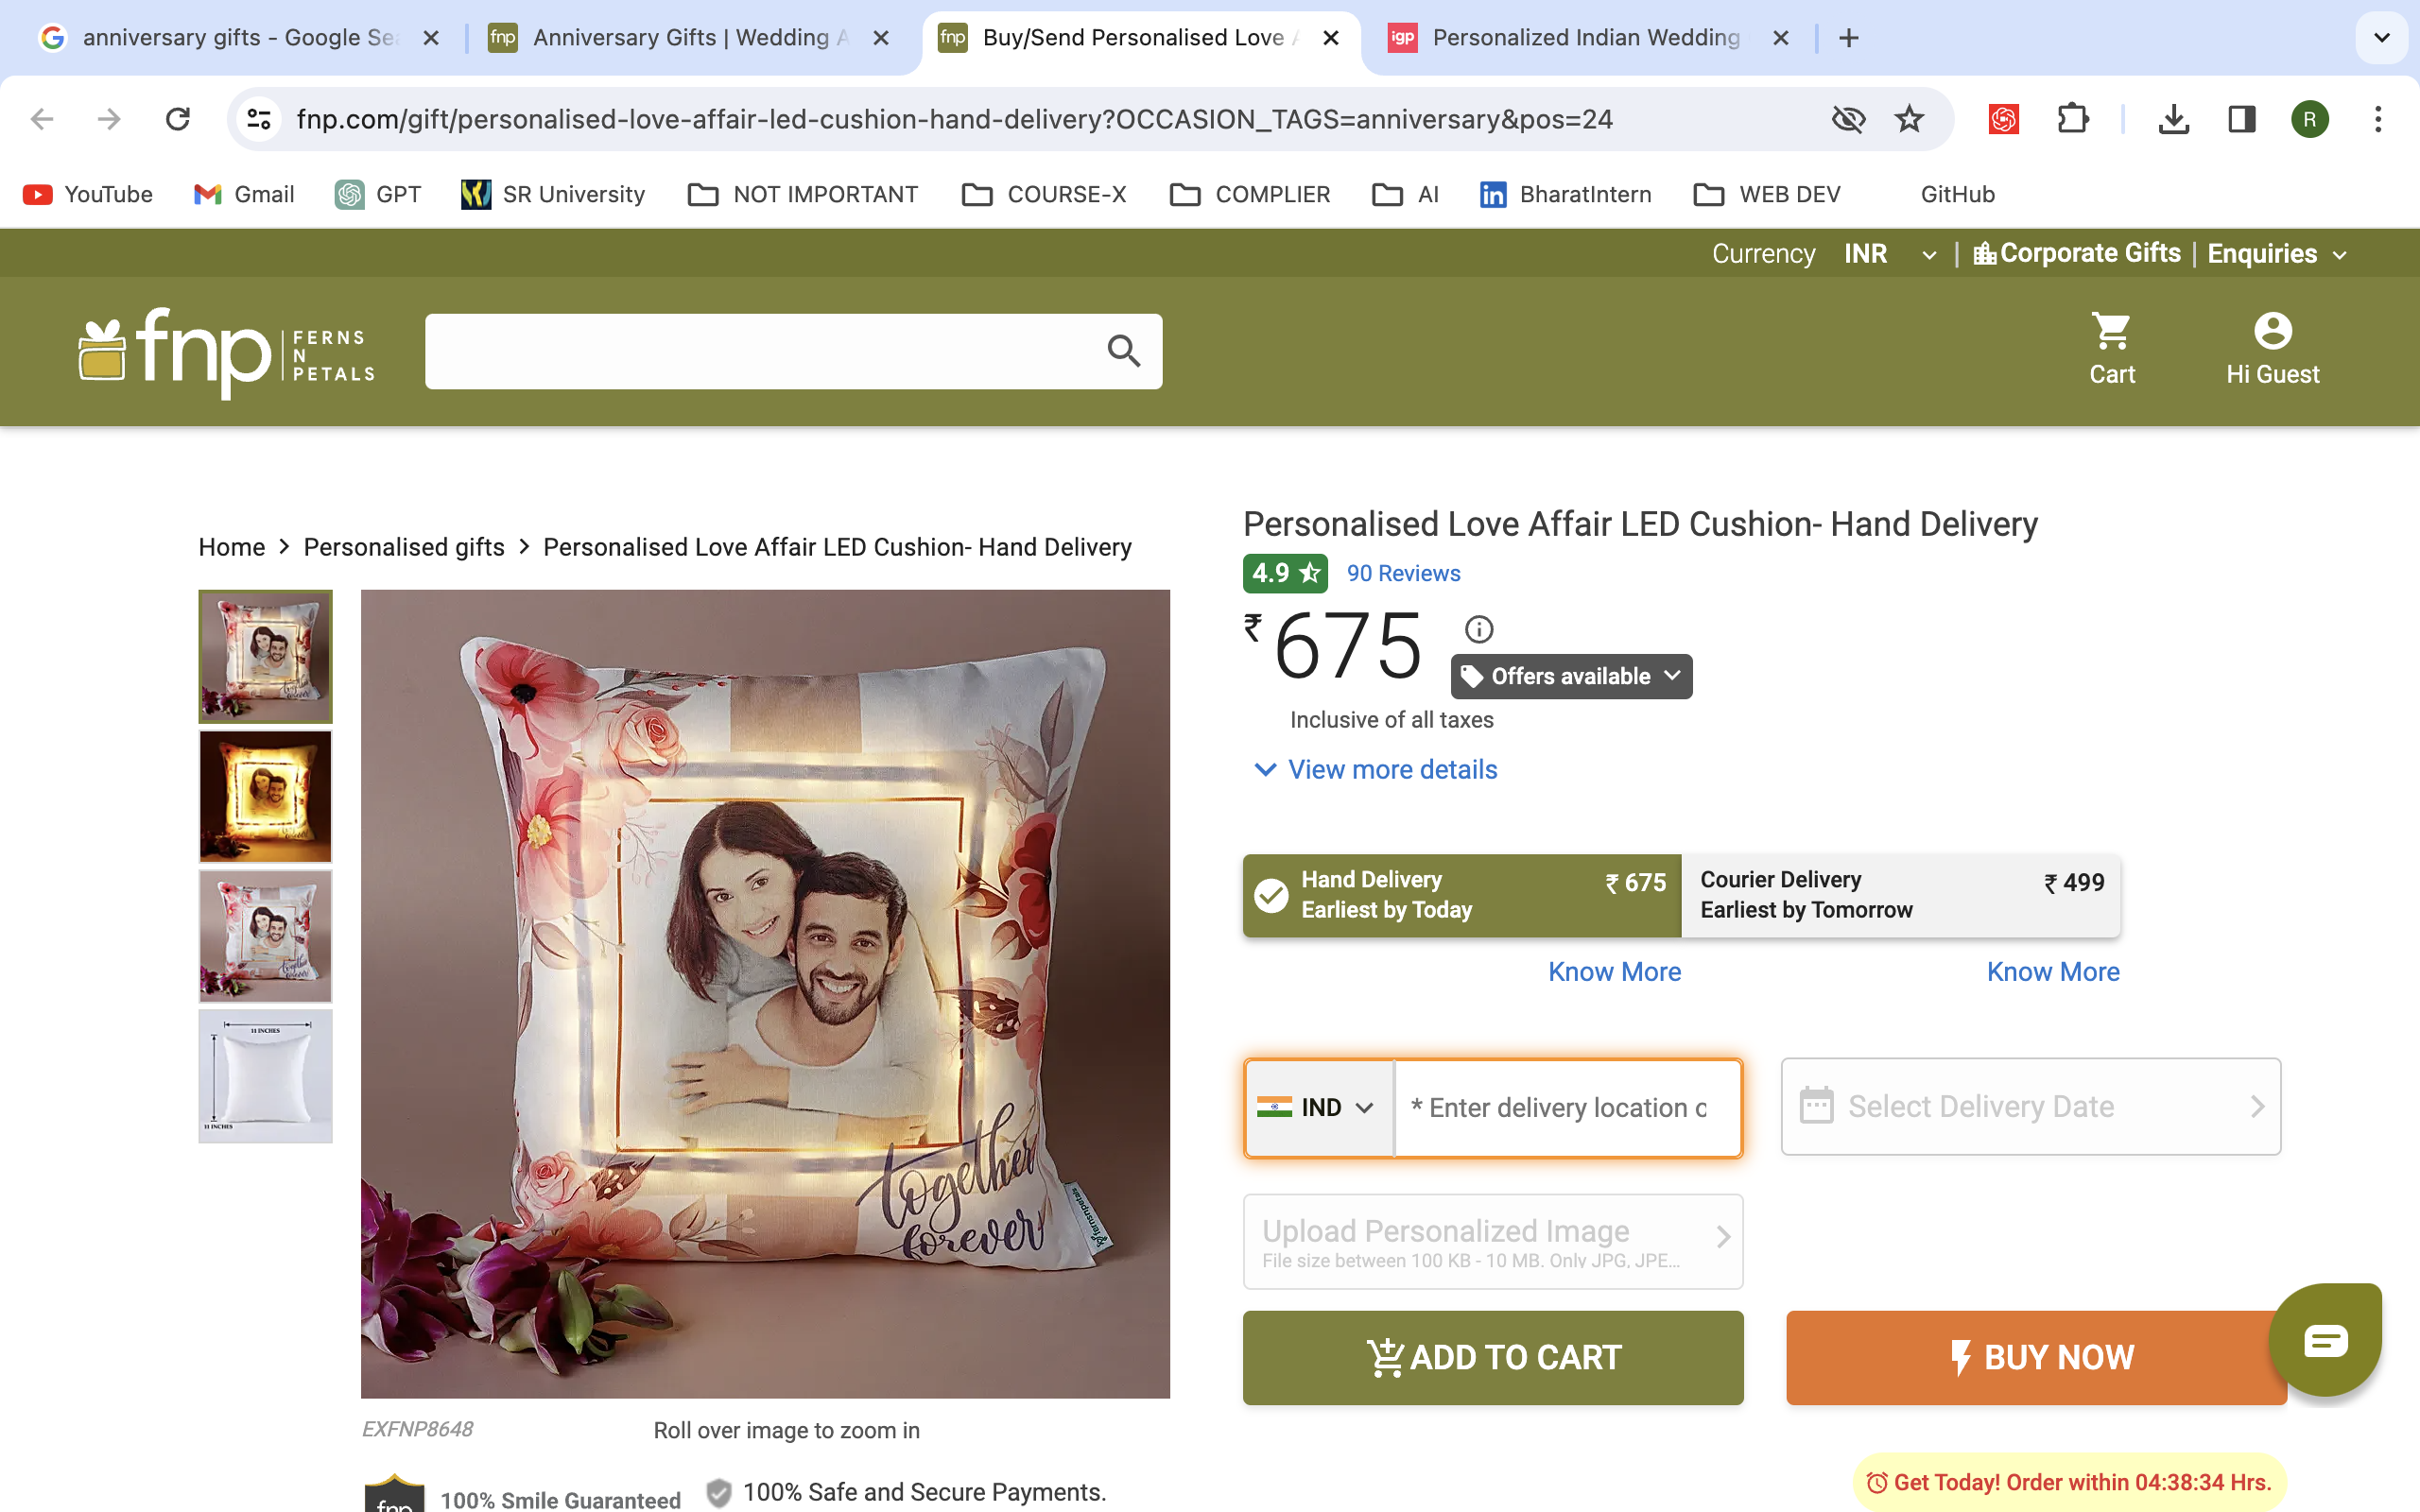 anniversary gifts - Google Se
Anniversary Gifts | Wedding A
Buy/Send Personalised Love A
igp
Personalized Indian Wedding
fnp.com/gift/personalised-love-affair-led-cushion-hand-delivery?OCCASION_TAGS=anniversary&pos=24
R
YouTube
Gmail
GPT
SR University
NOT IMPORTANT
COURSE-X
COMPLIER
AI
BharatIntern
WEB DEV
GitHub
Currency INR
Corporate Gifts
Enquiries
fnp
FERNS
N
PETALS
Cart
Hi Guest
Home > Personalised gifts > Personalised Love Affair LED Cushion- Hand Delivery
11 INCHES
11 INCHES
together
forever
fernsnpetals
EXFNP8648
Roll over image to zoom in
fnp
100% Smile Guaranteed
100% Safe and Secure Payments.
Personalised Love Affair LED Cushion- Hand Delivery
4.9
90 Reviews
₹ 675
Offers available
Inclusive of all taxes
View more details
Hand Delivery ₹ 675
Earliest by Today
Courier Delivery ₹ 499
Earliest by Tomorrow
Know More
Know More
IND
* Enter delivery location o
Select Delivery Date
Upload Personalized Image
File size between 100 KB - 10 MB. Only JPG, JPE...
ADD TO CART
BUY NOW
Get Today! Order within 04:38:34 Hrs.